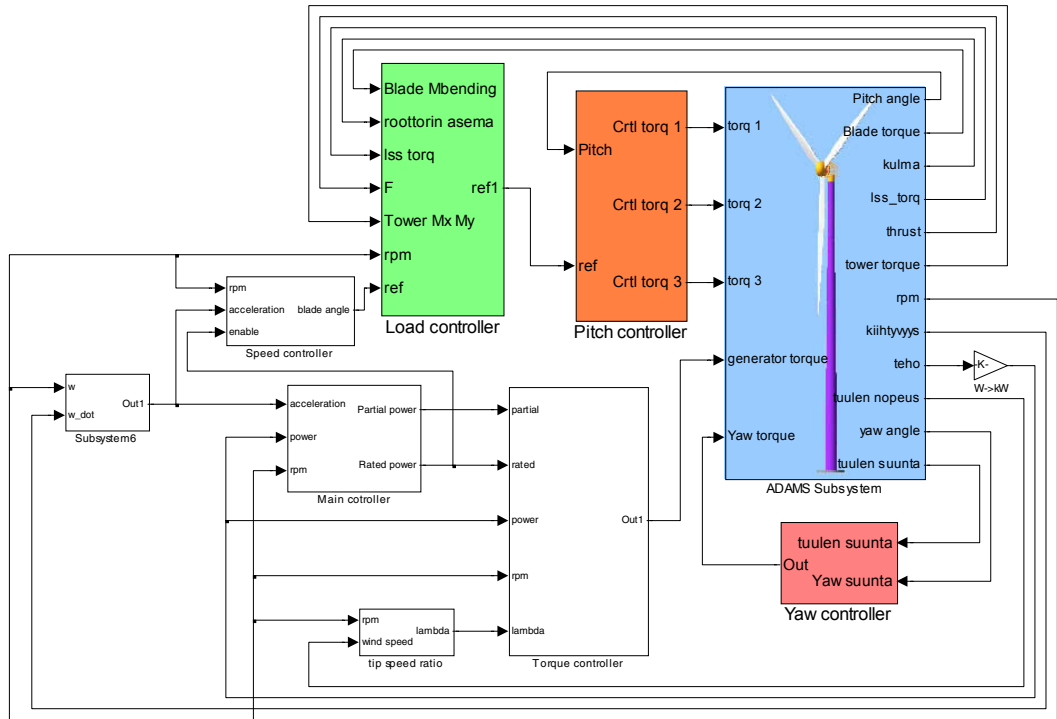 Blade Mbending
roottorin asema
lss torq
F
Tower Mx My
rpm
ref
ref1
Load controller
Pitch
ref
Crtl torq 1
Crtl torq 2
Crtl torq 3
Pitch controller
torq 1
torq 2
torq 3
generator torque
Yaw torque
Pitch angle
Blade torque
kulma
lss_torq
thrust
tower torque
rpm
kiihtyvyys
teho
tuulen nopeus
yaw angle
tuulen suunta
ADAMS Subsystem
-K-
W->kW
rpm
acceleration
enable
blade angle
Speed controller
w
w_dot
Out1
Subsystem6
acceleration
power
rpm
Partial power
Rated power
Main cotroller
partial
rated
power
rpm
lambda
Out1
Torque controller
rpm
wind speed
lambda
tip speed ratio
tuulen suunta
Out
Yaw suunta
Yaw controller